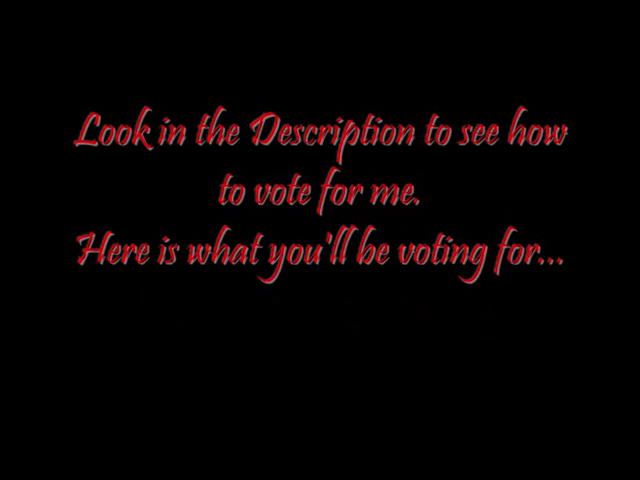 Look in the Description to see how
to vote for me.
Here is what you'll be voting for...